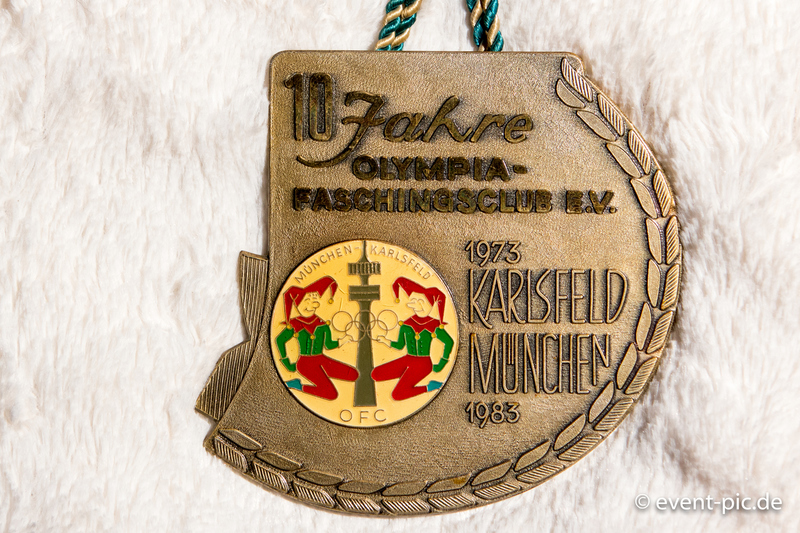 10 Jahre
OLYMPIA-
FASCHINGSCLUB E.V.
MÜNCHEN-KARLSFELD
OFC
1973
KARLSFELD
MÜNCHEN
1983
© event-pic.de